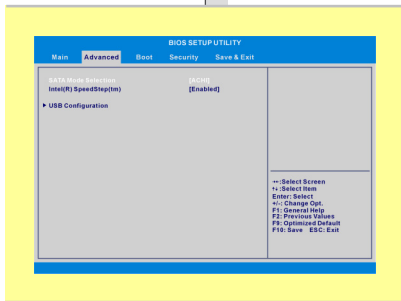 BIOS SETUP UTILITY
Main Advanced Boot Security Save & Exit
SATA Mode Selection [ACHI]
Intel(R) SpeedStep(tm) [Enabled]
▶ USB Configuration
→←:Select Screen
↑↓:Select Item
Enter: Select
+/-: Change Opt.
F1: General Help
F2: Previous Values
F9: Optimized Default
F10: Save ESC: Exit